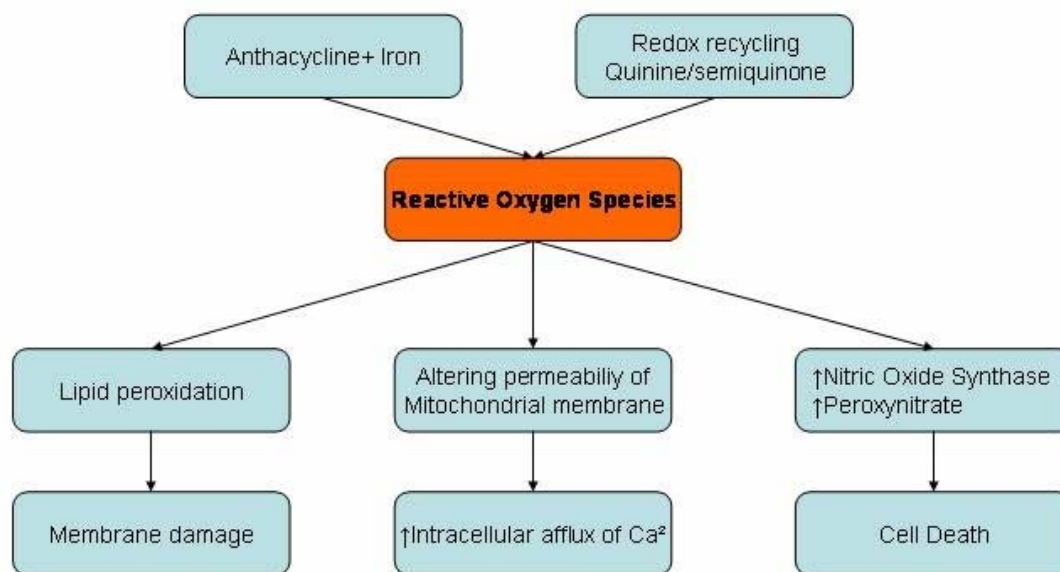 Anthacycline+ Iron
Redox recycling
Quinine/semiquinone
Reactive Oxygen Species
Lipid peroxidation
Altering permeabiliy of
Mitochondrial membrane
↑Nitric Oxide Synthase
↑Peroxynitrate
Membrane damage
↑Intracellular afflux of Ca²
Cell Death